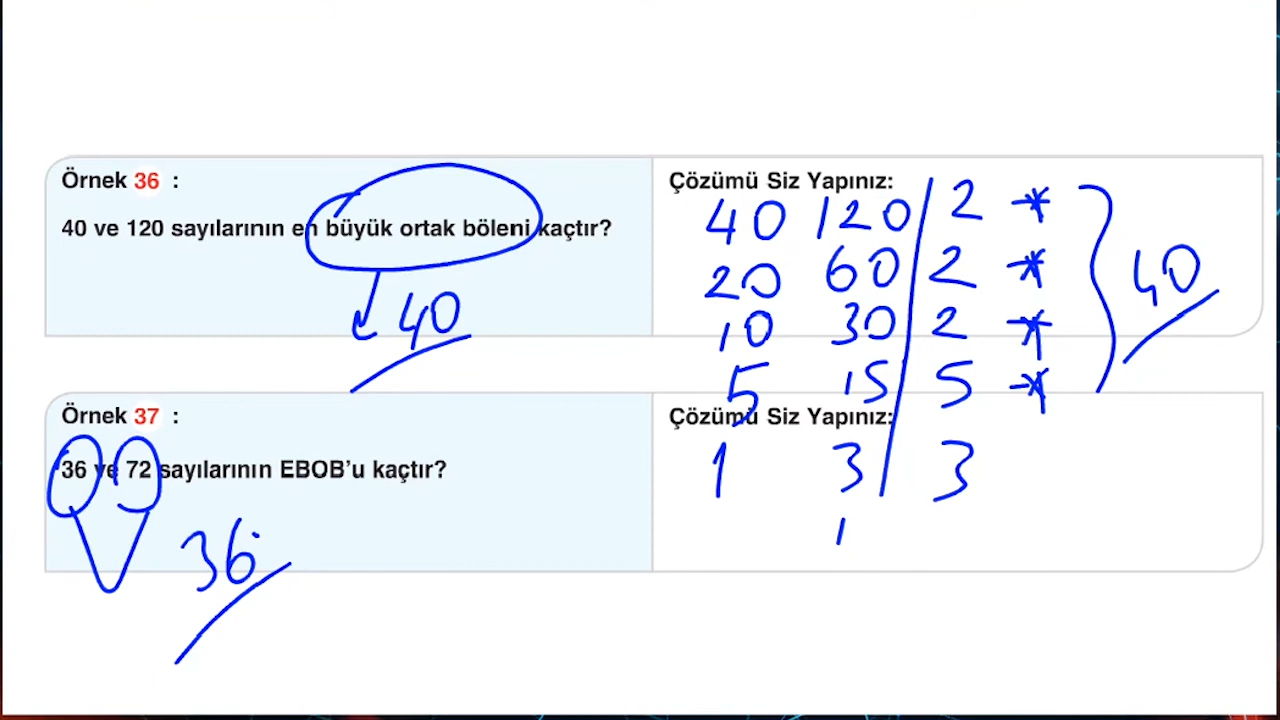 Örnek 36 :
40 ve 120 sayılarının en büyük ortak böleni kaçtır?
40
Çözümü Siz Yapınız:
40 120 2 *
20 60 2 *
10 30 2 *
5 15 5 *
1 3 3
1
40
Örnek 37 :
36 ve 72 sayılarının EBOB’u kaçtır?
36
Çözümü Siz Yapınız: